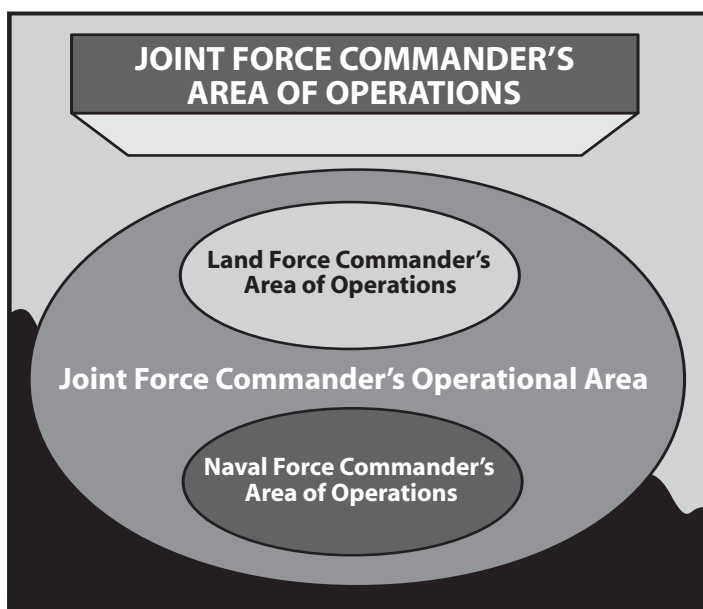 JOINT FORCE COMMANDER’S
AREA OF OPERATIONS
Land Force Commander’s
Area of Operations
Joint Force Commander’s Operational Area
Naval Force Commander’s
Area of Operations